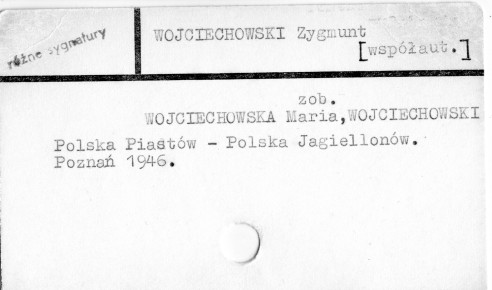 różne sygnatury
WOJCIECHOWSKI Zygmunt
[współaut.]
zob.
WOJCIECHOWSKA Maria,WOJCIECHOWSKI
Polska Piastów - Polska Jagiellonów.
Poznań 1946.